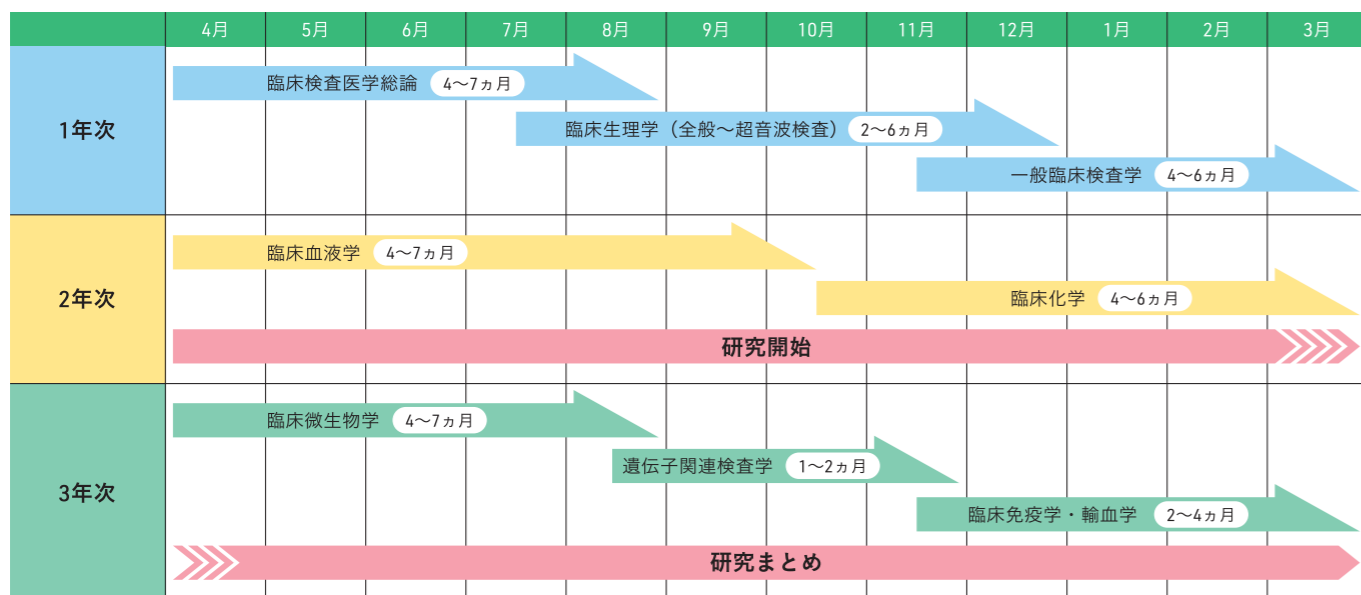 4月 5月 6月 7月 8月 9月 10月 11月 12月 1月 2月 3月
1年次
臨床検査医学総論 4〜7ヵ月
臨床生理学（全般〜超音波検査） 2〜6ヵ月
一般臨床検査学 4〜6ヵ月
2年次
臨床血液学 4〜7ヵ月
臨床化学 4〜6ヵ月
研究開始
3年次
臨床微生物学 4〜7ヵ月
遺伝子関連検査学 1〜2ヵ月
臨床免疫学・輸血学 2〜4ヵ月
研究まとめ